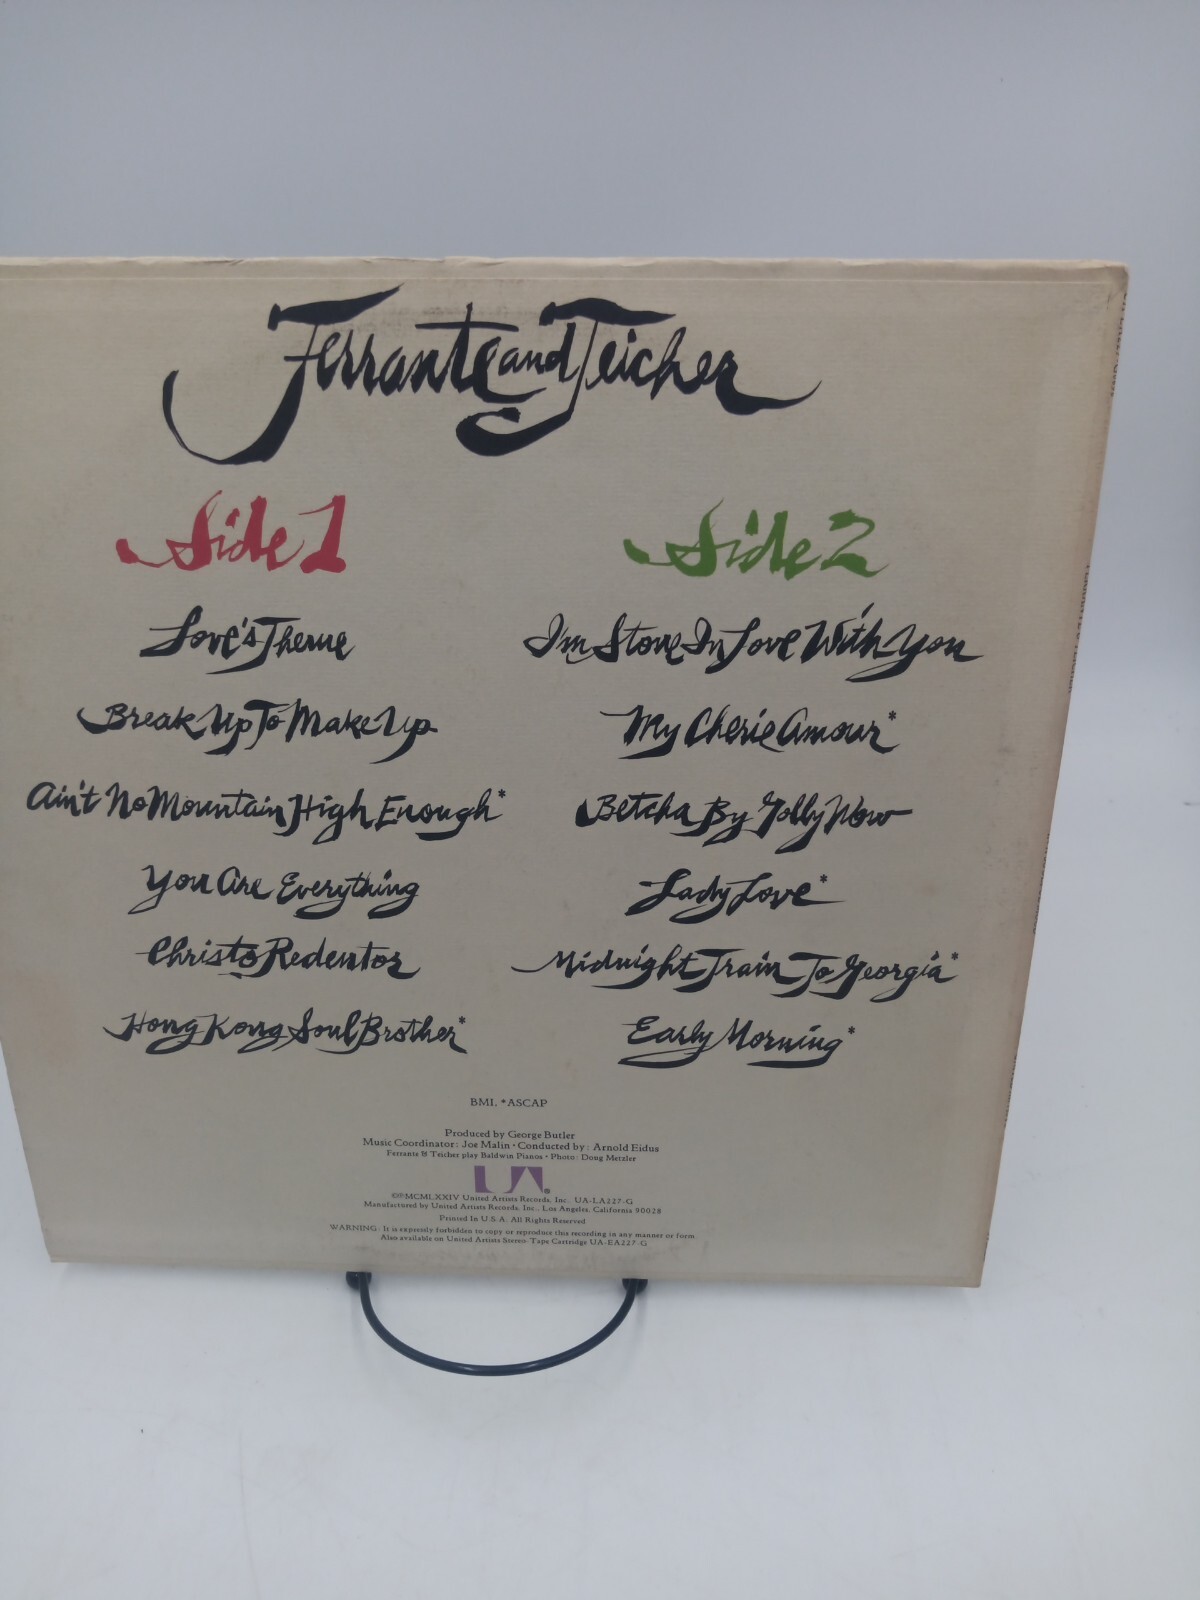 Ferrante and Teicher
Side 1
Love's Theme
Break Up To Make Up
Ain't No Mountain High Enough*
You Are Everything
Christo Redentor
Hong Kong Soul Brother*
Side 2
I'm Stone In Love With You
My Cherie Amour*
Betcha By Golly Wow
Lady Love*
Midnight Train To Georgia*
Early Morning*
BMI, *ASCAP
Produced by George Butler
Music Coordinator: Joe Malin · Conducted by: Arnold Eidus
Ferrante & Teicher play Baldwin Pianos · Photo: Doug Metzler
UA®
©℗MCMLXXIV United Artists Records, Inc., UA-LA227-G
Manufactured by United Artists Records, Inc., Los Angeles, California 90028
Printed In U.S.A. All Rights Reserved
WARNING: It is expressly forbidden to copy or reproduce this recording in any manner or form
Also available on United Artists Stereo-Tape Cartridge UA-EA227-G